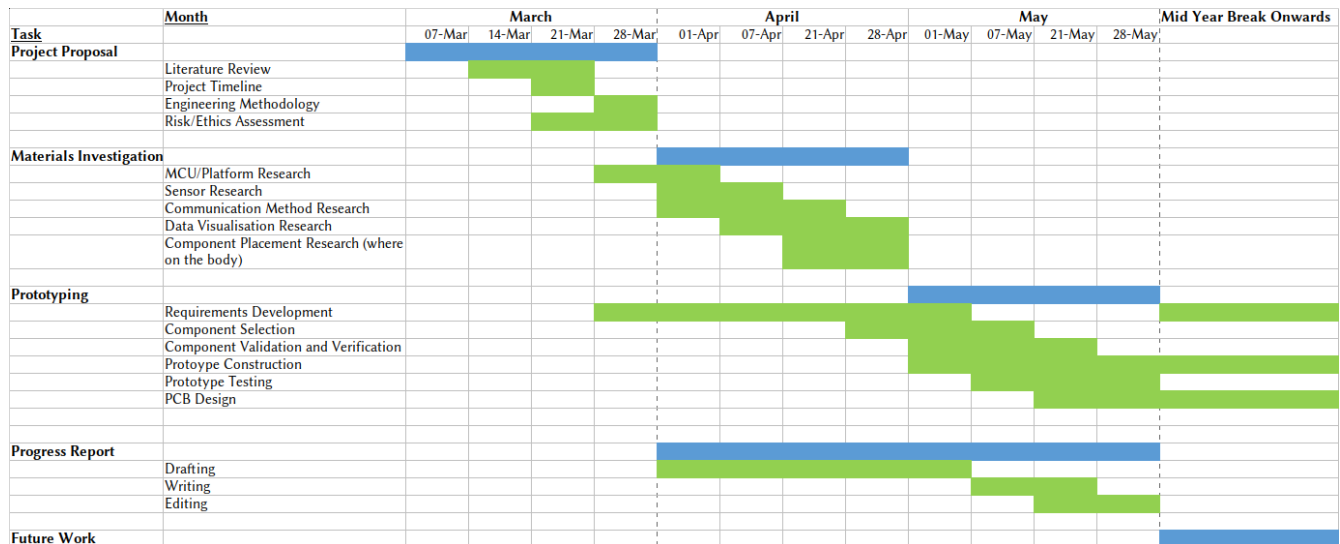 Month March April May Mid Year Break Onwards
Task 07-Mar 14-Mar 21-Mar 28-Mar 01-Apr 07-Apr 21-Apr 28-Apr 01-May 07-May 21-May 28-May
Project Proposal
Literature Review
Project Timeline
Engineering Methodology
Risk/Ethics Assessment
Materials Investigation
MCU/Platform Research
Sensor Research
Communication Method Research
Data Visualisation Research
Component Placement Research (where
on the body)
Prototyping
Requirements Development
Component Selection
Component Validation and Verification
Protoype Construction
Prototype Testing
PCB Design
Progress Report
Drafting
Writing
Editing
Future Work